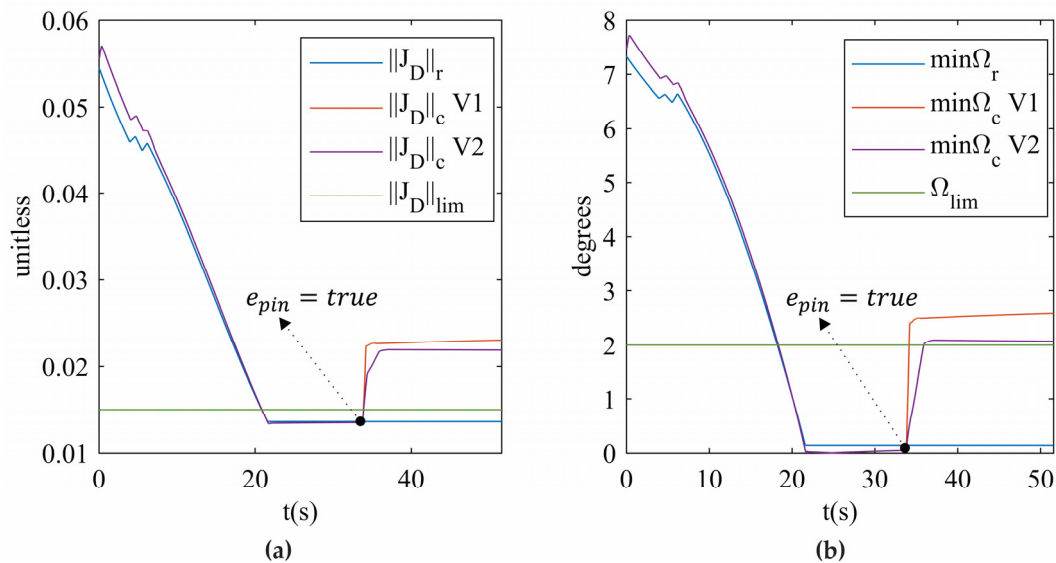 0.06
0.05
0.04
0.03
0.02
0.01
unitless
||J_D||_r
||J_D||_c V1
||J_D||_c V2
||J_D||_lim
e_pin = true
0
20
40
t(s)
(a)
8
7
6
5
4
3
2
1
0
degrees
minΩ_r
minΩ_c V1
minΩ_c V2
Ω_lim
e_pin = true
0
10
20
30
40
50
t(s)
(b)